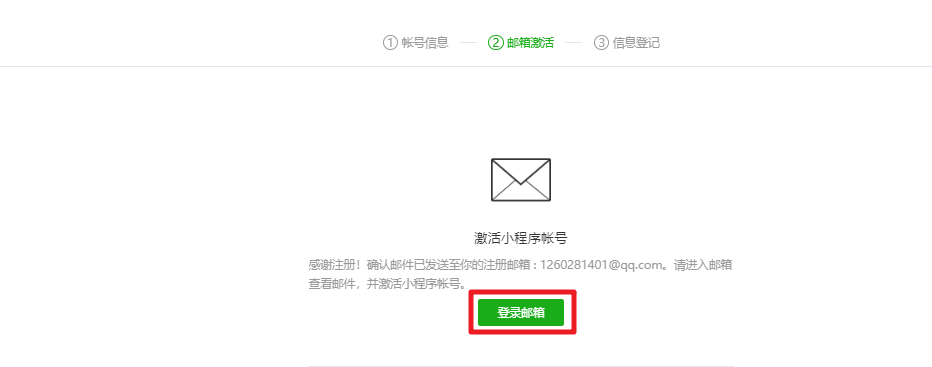 ① 帐号信息 ② 邮箱激活 ③ 信息登记
激活小程序帐号
感谢注册！确认邮件已发送至你的注册邮箱 : 1260281401@qq.com。请进入邮箱
查看邮件，并激活小程序帐号。
登录邮箱